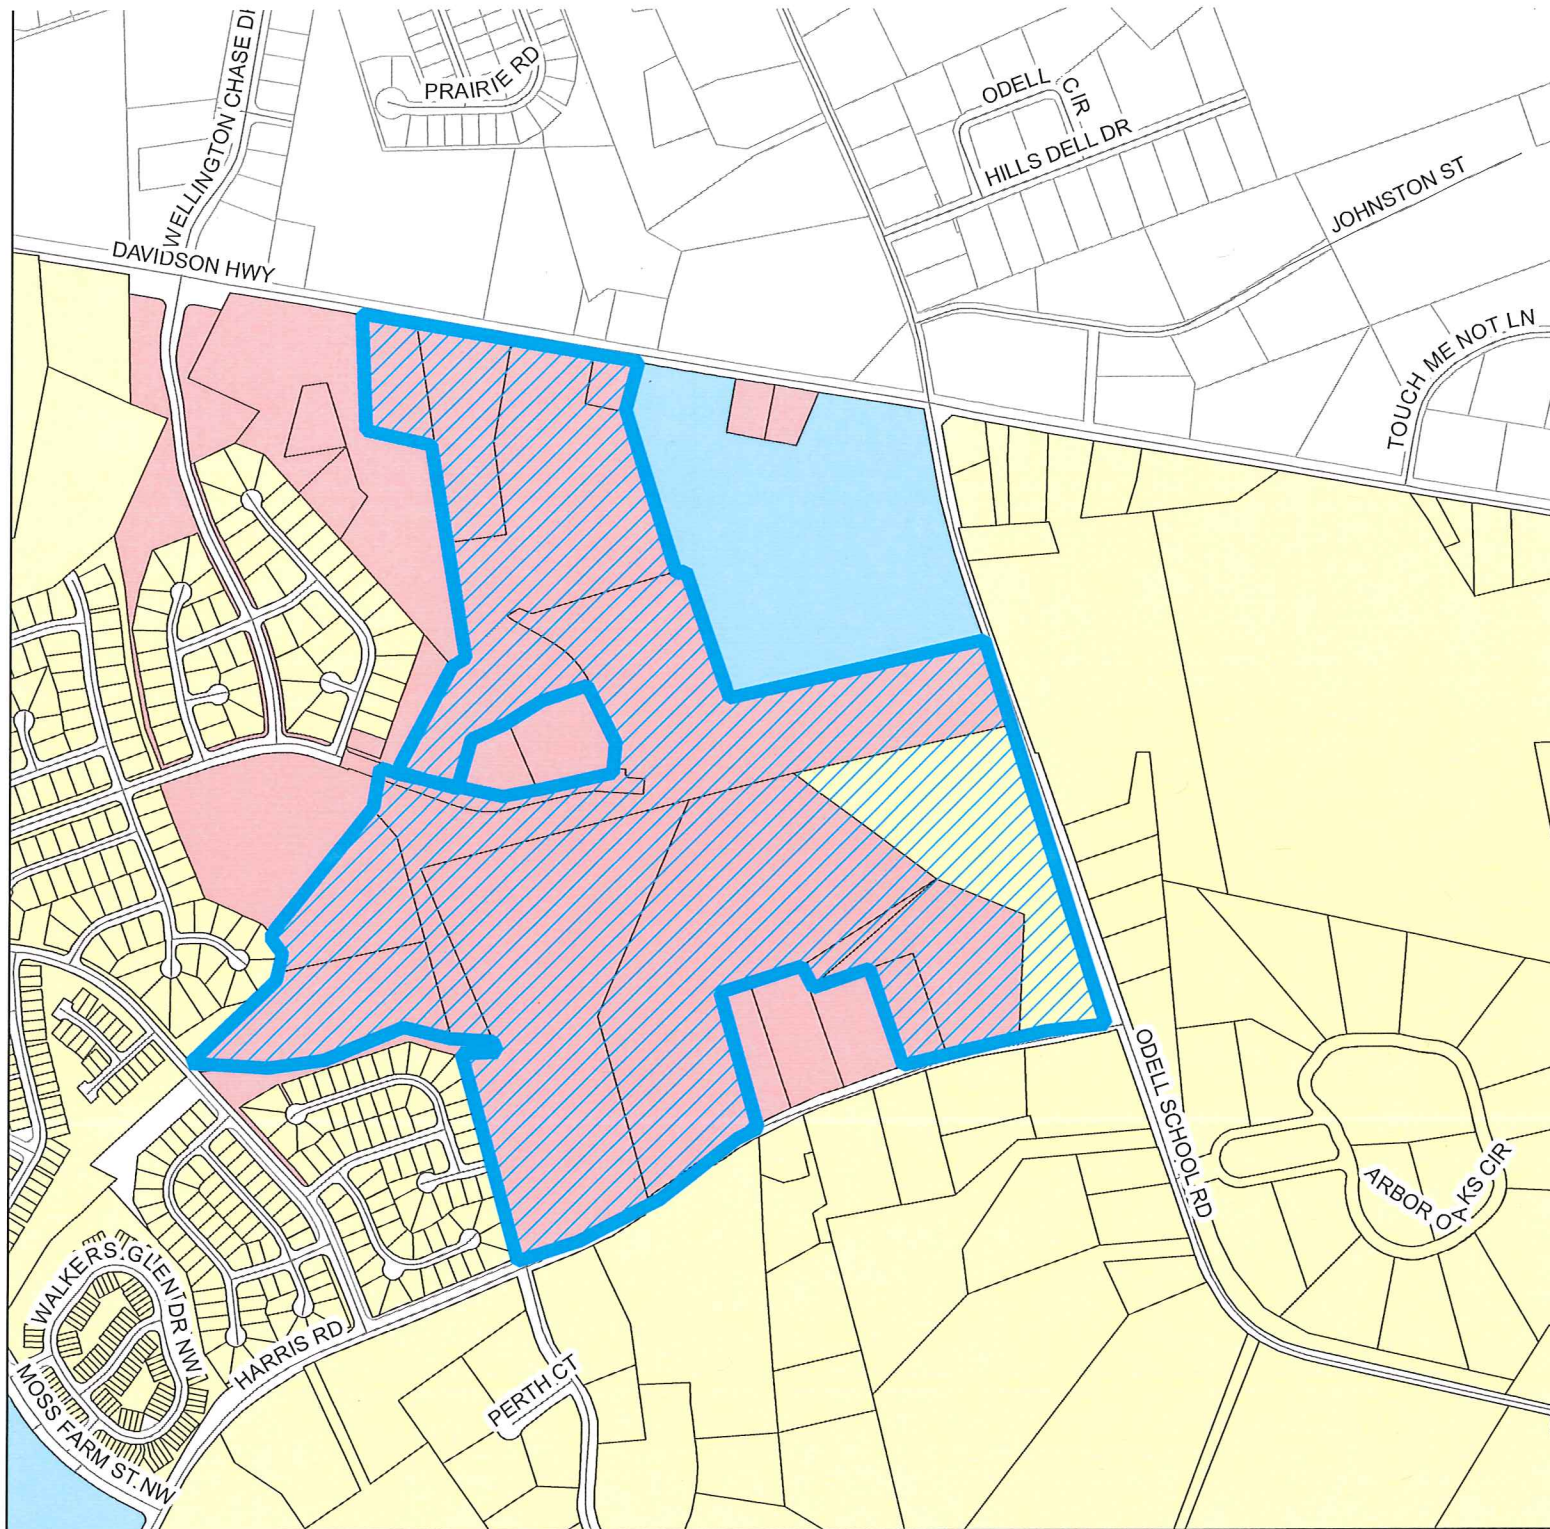 WELLINGTON CHASE DR
PRAIRIE RD
ODELL CIR
HILLS DELL DR
JOHNSTON ST
DAVIDSON HWY
TOUCH ME NOT LN
ODELL SCHOOL RD
ARBOR OAKS CIR
WALKERS GLEN DR NW
HARRIS RD
PERTH CT
MOSS FARM ST NW